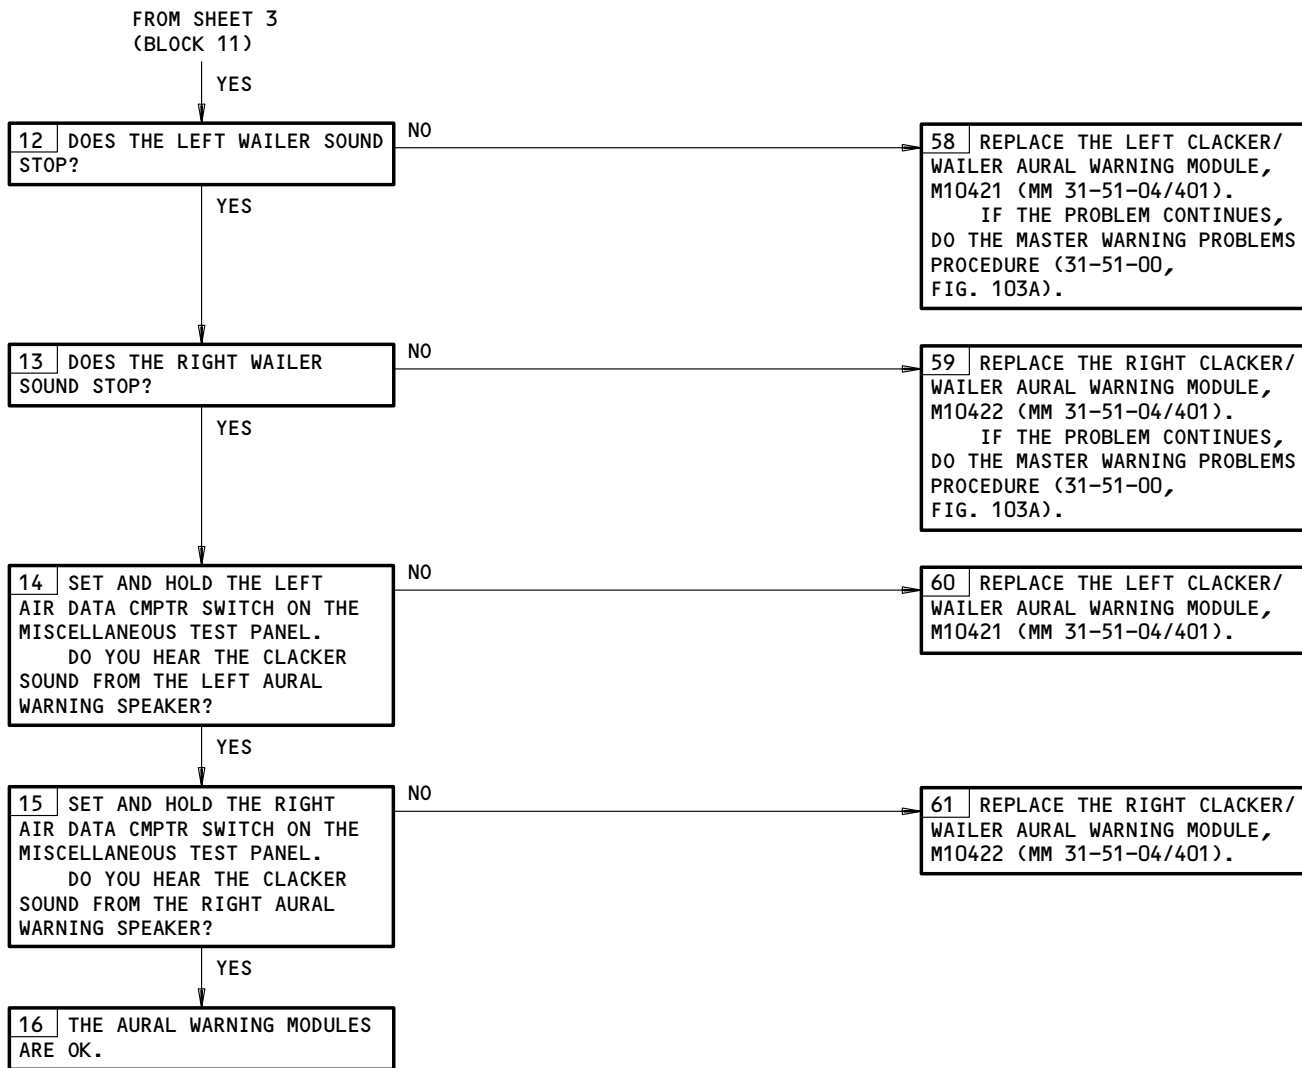 FROM SHEET 3
(BLOCK 11)
YES
12 DOES THE LEFT WAILER SOUND
STOP?
NO
58 REPLACE THE LEFT CLACKER/
WAILER AURAL WARNING MODULE,
M10421 (MM 31-51-04/401).
IF THE PROBLEM CONTINUES,
DO THE MASTER WARNING PROBLEMS
PROCEDURE (31-51-00,
FIG. 103A).
YES
13 DOES THE RIGHT WAILER
SOUND STOP?
NO
59 REPLACE THE RIGHT CLACKER/
WAILER AURAL WARNING MODULE,
M10422 (MM 31-51-04/401).
IF THE PROBLEM CONTINUES,
DO THE MASTER WARNING PROBLEMS
PROCEDURE (31-51-00,
FIG. 103A).
YES
14 SET AND HOLD THE LEFT
AIR DATA CMPTR SWITCH ON THE
MISCELLANEOUS TEST PANEL.
DO YOU HEAR THE CLACKER
SOUND FROM THE LEFT AURAL
WARNING SPEAKER?
NO
60 REPLACE THE LEFT CLACKER/
WAILER AURAL WARNING MODULE,
M10421 (MM 31-51-04/401).
YES
15 SET AND HOLD THE RIGHT
AIR DATA CMPTR SWITCH ON THE
MISCELLANEOUS TEST PANEL.
DO YOU HEAR THE CLACKER
SOUND FROM THE RIGHT AURAL
WARNING SPEAKER?
NO
61 REPLACE THE RIGHT CLACKER/
WAILER AURAL WARNING MODULE,
M10422 (MM 31-51-04/401).
YES
16 THE AURAL WARNING MODULES
ARE OK.